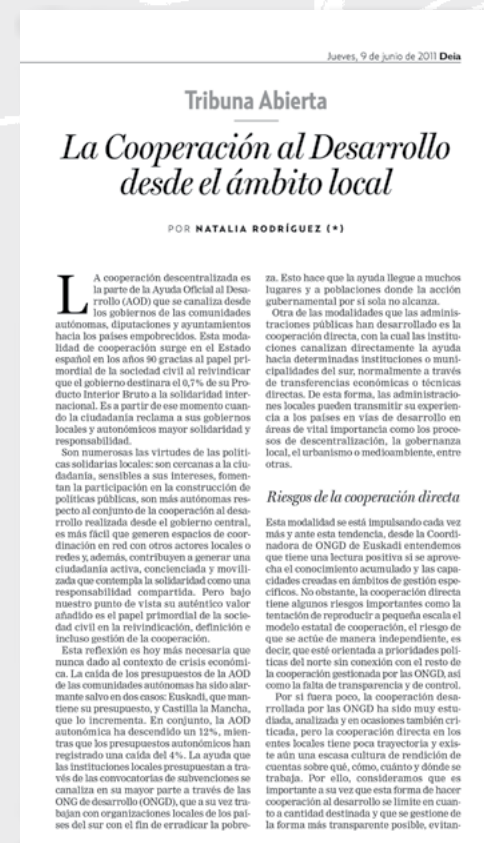 Jueves, 9 de junio de 2011 Deia
Tribuna Abierta
La Cooperación al Desarrollo
desde el ámbito local
POR NATALIA RODRÍGUEZ (*)
LA cooperación descentralizada es
la parte de la Ayuda Oficial al Desa-
rrollo (AOD) que se canaliza desde
los gobiernos de las comunidades
autónomas, diputaciones y ayuntamientos
hacia los países empobrecidos. Esta moda-
lidad de cooperación surge en el Estado
español en los años 90 gracias al papel pri-
mordial de la sociedad civil al reivindicar
que el gobierno destinara el 0,7% de su Pro-
ducto Interior Bruto a la solidaridad inter-
nacional. Es a partir de ese momento cuan-
do la ciudadanía reclama a sus gobiernos
locales y autonómicos mayor solidaridad y
responsabilidad.
Son numerosas las virtudes de las políti-
cas solidarias locales: son cercanas a la ciu-
dadanía, sensibles a sus intereses, fomen-
tan la participación en la construcción de
políticas públicas, son más autónomas res-
pecto al conjunto de la cooperación al desa-
rrollo realizada desde el gobierno central,
es más fácil que generen espacios de coor-
dinación en red con otros actores locales o
redes y, además, contribuyen a generar una
ciudadanía activa, concienciada y movili-
zada que contempla la solidaridad como una
responsabilidad compartida. Pero bajo
nuestro punto de vista su auténtico valor
añadido es el papel primordial de la socie-
dad civil en la reivindicación, definición e
incluso gestión de la cooperación.
Esta reflexión es hoy más necesaria que
nunca dado al contexto de crisis económi-
ca. La caída de los presupuestos de la AOD
de las comunidades autónomas ha sido alar-
mante salvo en dos casos: Euskadi, que man-
tiene su presupuesto, y Castilla la Mancha,
que lo incrementa. En conjunto, la AOD
autonómica ha descendido un 12%, mien-
tras que los presupuestos autonómicos han
registrado una caída del 4%. La ayuda que
las instituciones locales presupuestan a tra-
vés de las convocatorias de subvenciones se
canaliza en su mayor parte a través de las
ONG de desarrollo (ONGD), que a su vez tra-
bajan con organizaciones locales de los paí-
ses del sur con el fin de erradicar la pobre-
za. Esto hace que la ayuda llegue a muchos
lugares y a poblaciones donde la acción
gubernamental por sí sola no alcanza.
Otra de las modalidades que las adminis-
traciones públicas han desarrollado es la
cooperación directa, con la cual las institu-
ciones canalizan directamente la ayuda
hacia determinadas instituciones o muni-
cipalidades del sur, normalmente a través
de transferencias económicas o técnicas
directas. De esta forma, las administracio-
nes locales pueden transmitir su experien-
cia a los países en vías de desarrollo en
áreas de vital importancia como los proce-
sos de descentralización, la gobernanza
local, el urbanismo o medioambiente, entre
otras.
Riesgos de la cooperación directa
Esta modalidad se está impulsando cada vez
más y ante esta tendencia, desde la Coordi-
nadora de ONGD de Euskadi entendemos
que tiene una lectura positiva si se aprove-
cha el conocimiento acumulado y las capa-
cidades creadas en ámbitos de gestión espe-
cíficos. No obstante, la cooperación directa
tiene algunos riesgos importantes como la
tentación de reproducir a pequeña escala el
modelo estatal de cooperación, el riesgo de
que se actúe de manera independiente, es
decir, que esté orientada a prioridades polí-
ticas del norte sin conexión con el resto de
la cooperación gestionada por las ONGD, así
como la falta de transparencia y de control.
Por si fuera poco, la cooperación desa-
rrollada por las ONGD ha sido muy estu-
diada, analizada y en ocasiones también cri-
ticada, pero la cooperación directa en los
entes locales tiene poca trayectoria y exis-
te aún una escasa cultura de rendición de
cuentas sobre qué, cómo, cuánto y dónde se
trabaja. Por ello, consideramos que es
importante a su vez que esta forma de hacer
cooperación al desarrollo se limite en cuan-
to a cantidad destinada y que se gestione de
la forma más transparente posible, evitan-